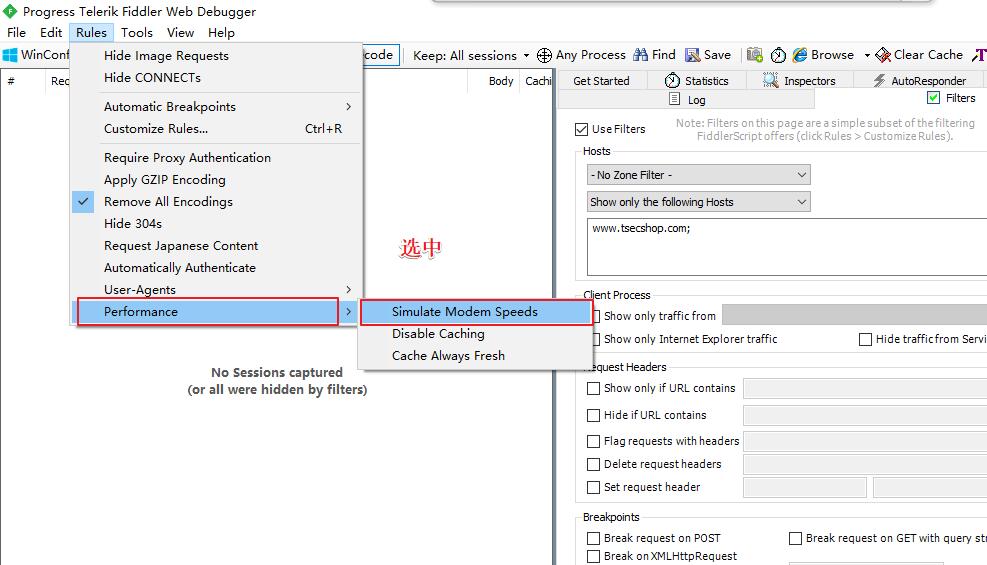 Progress Telerik Fiddler Web Debugger
File Edit Rules Tools View Help
WinConf
code Keep: All sessions Any Process Find Save Browse Clear Cache T
Hide Image Requests
Hide CONNECTs
Automatic Breakpoints
Customize Rules... Ctrl+R
Require Proxy Authentication
Apply GZIP Encoding
Remove All Encodings
Hide 304s
Request Japanese Content
Automatically Authenticate
User-Agents
Performance
Simulate Modem Speeds
Disable Caching
Cache Always Fresh
选中
# Rec Body Cachi
No Sessions captured
(or all were hidden by filters)
Get Started Statistics Inspectors AutoResponder
Log Filters
Use Filters
Note: Filters on this page are a simple subset of the filtering
FiddlerScript offers (click Rules > Customize Rules).
Hosts
- No Zone Filter -
Show only the following Hosts
www.tsecshop.com;
Client Process
Show only traffic from
Show only Internet Explorer traffic Hide traffic from Servi
Request Headers
Show only if URL contains
Hide if URL contains
Flag requests with headers
Delete request headers
Set request header
Breakpoints
Break request on POST Break request on GET with query str
Break on XMLHttpRequest